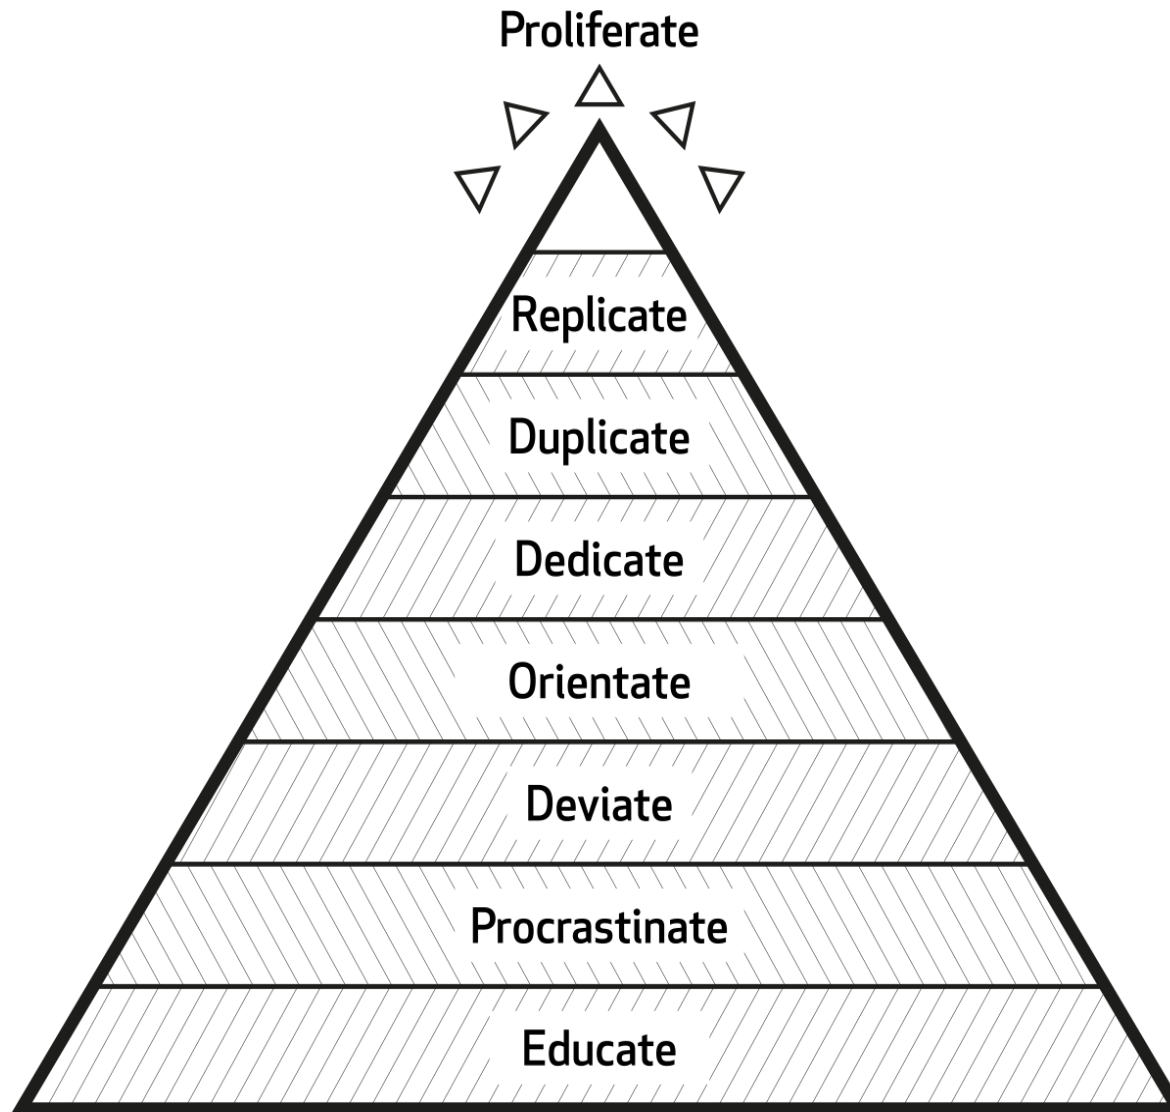 Proliferate
Replicate
Duplicate
Dedicate
Orientate
Deviate
Procrastinate
Educate